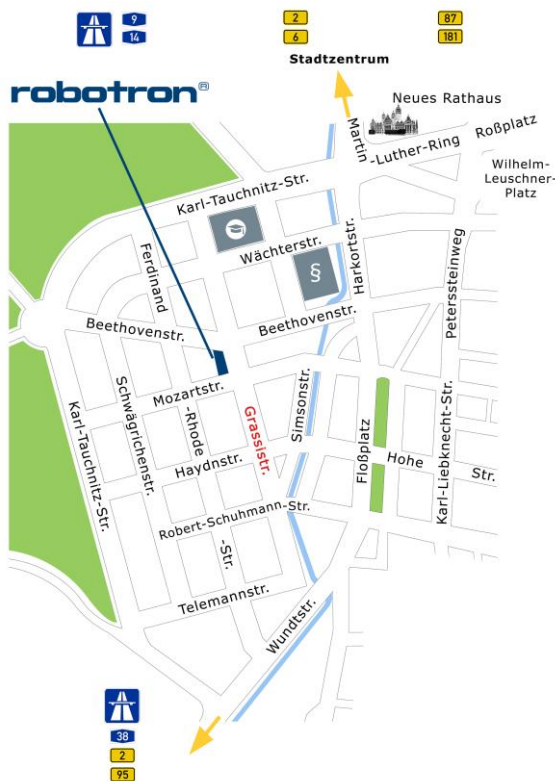 9
14
2
6
87
181
Stadtzentrum
robotron®
Neues Rathaus
Martin
-Luther-Ring
Roßplatz
Wilhelm-
Leuschner-
Platz
Karl-Tauchnitz-Str.
Ferdinand
Wächterstr.
§
Harkortstr.
Peterssteinweg
Beethovenstr.
Beethovenstr.
Mozartstr.
Schwägrichenstr.
-Rhode
Grassistr.
Simsonstr.
Floßplatz
Karl-Liebknecht-Str.
Karl-Tauchnitz-Str.
Haydnstr.
Hohe
Str.
Robert-Schuhmann-Str.
-Str.
Telemannstr.
Wundtstr.
38
2
95